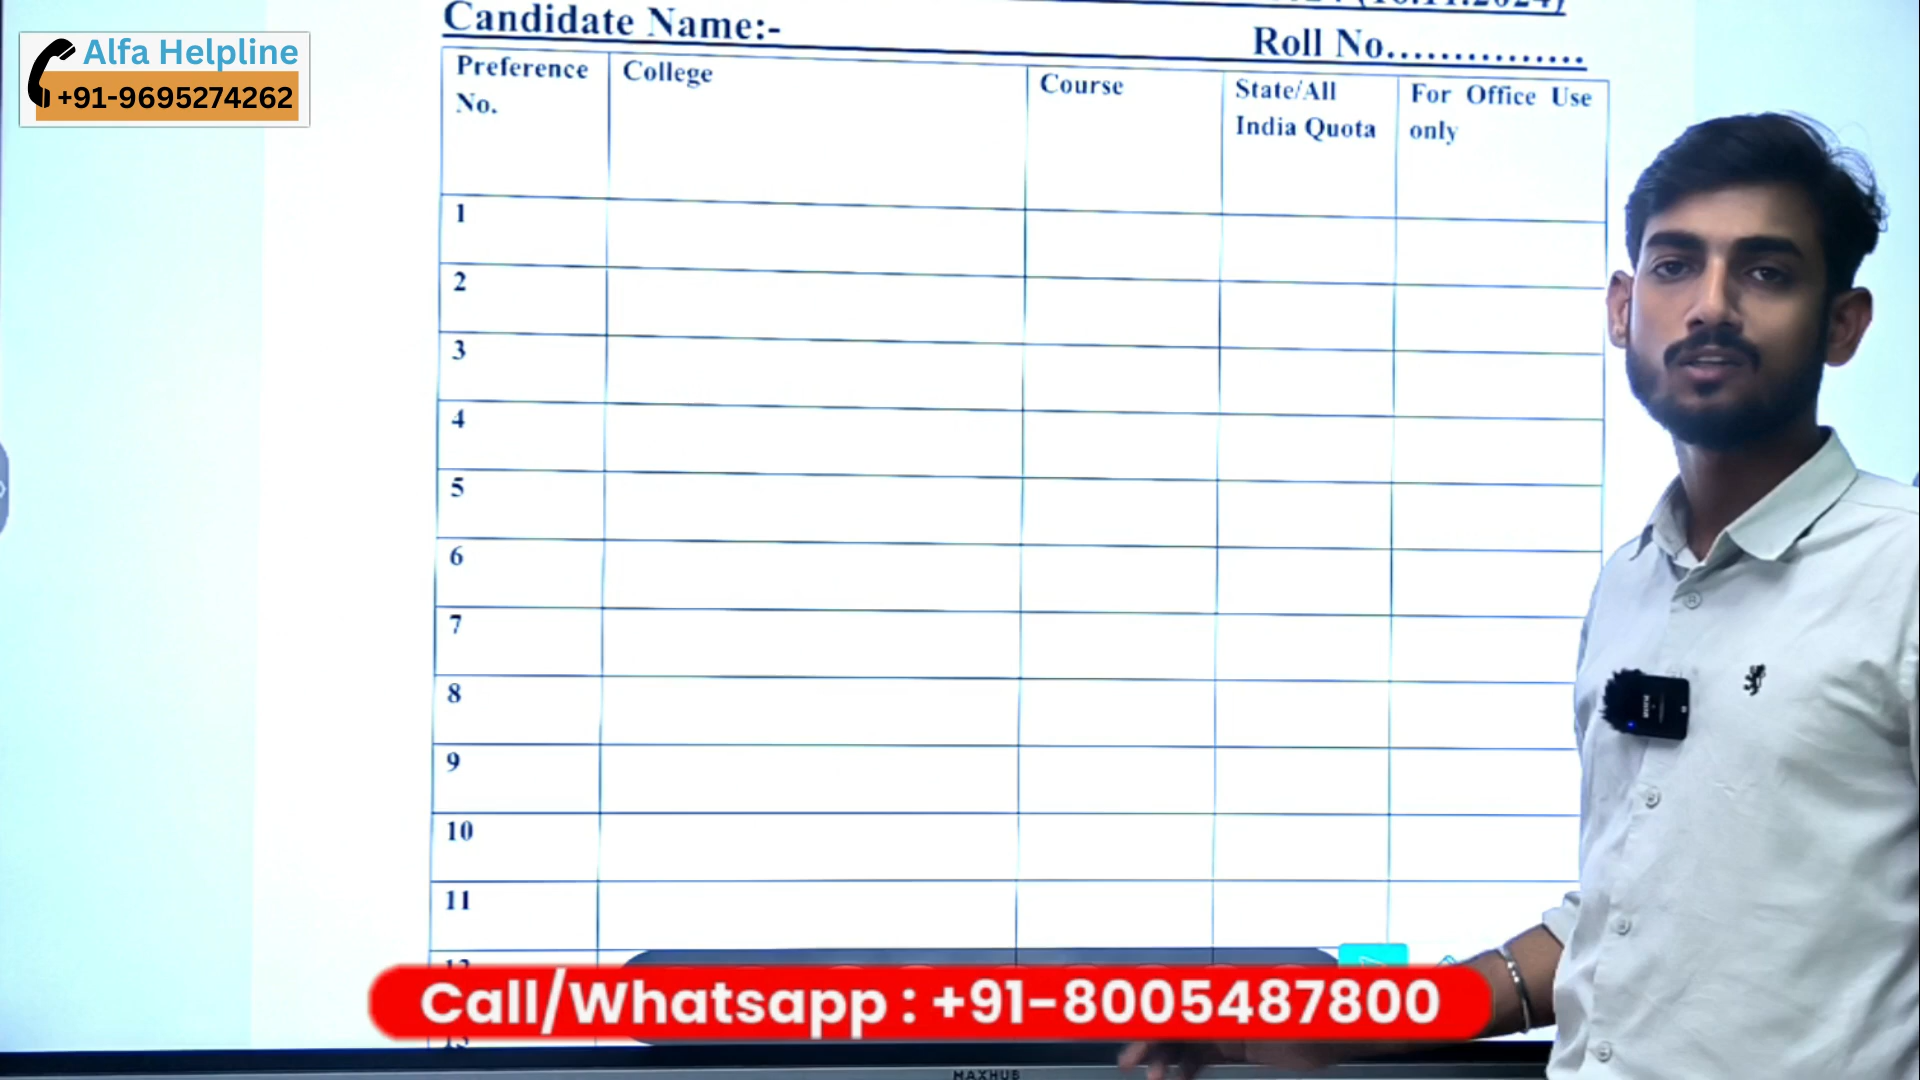 Alfa Helpline
+91-9695274262
Candidate Name:-
Roll No...............
Preference No.
College
Course
State/All India Quota
For Office Use only
1
2
3
4
5
6
7
8
9
10
11
Call/Whatsapp : +91-8005487800
MAXHUB